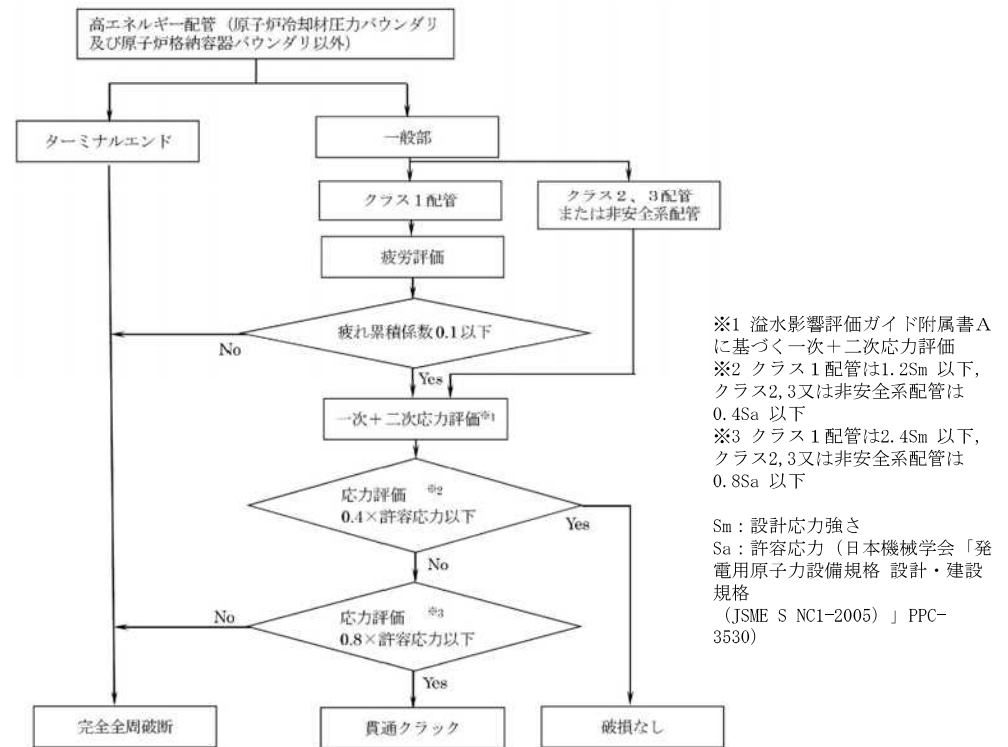 高エネルギー配管（原子炉冷却材圧力バウンダリ
及び原子炉格納容器バウンダリ以外）
ターミナルエンド
一般部
クラス１配管
クラス２、３配管
または非安全系配管
疲労評価
疲れ累積係数0.1以下
No
Yes
一次＋二次応力評価※1
応力評価　※2
0.4×許容応力以下
Yes
No
応力評価　※3
0.8×許容応力以下
No
Yes
完全全周破断
貫通クラック
破損なし
※1 溢水影響評価ガイド附属書Ａ
に基づく一次＋二次応力評価
※2 クラス１配管は1.2Sm 以下，
クラス2,3又は非安全系配管は
0.4Sa 以下
※3 クラス１配管は2.4Sm 以下，
クラス2,3又は非安全系配管は
0.8Sa 以下
Sm：設計応力強さ
Sa：許容応力（日本機械学会「発
電用原子力設備規格 設計・建設
規格
（JSME S NC1-2005）」PPC-
3530）